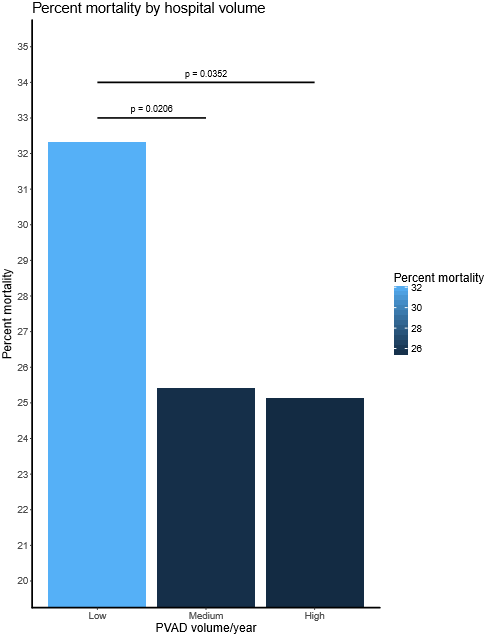 Percent mortality by hospital volume
35
34
33
32
31
30
29
28
27
26
25
24
23
22
21
20
Percent mortality
p = 0.0352
p = 0.0206
Low
Medium
High
PVAD volume/year
Percent mortality
32
30
28
26